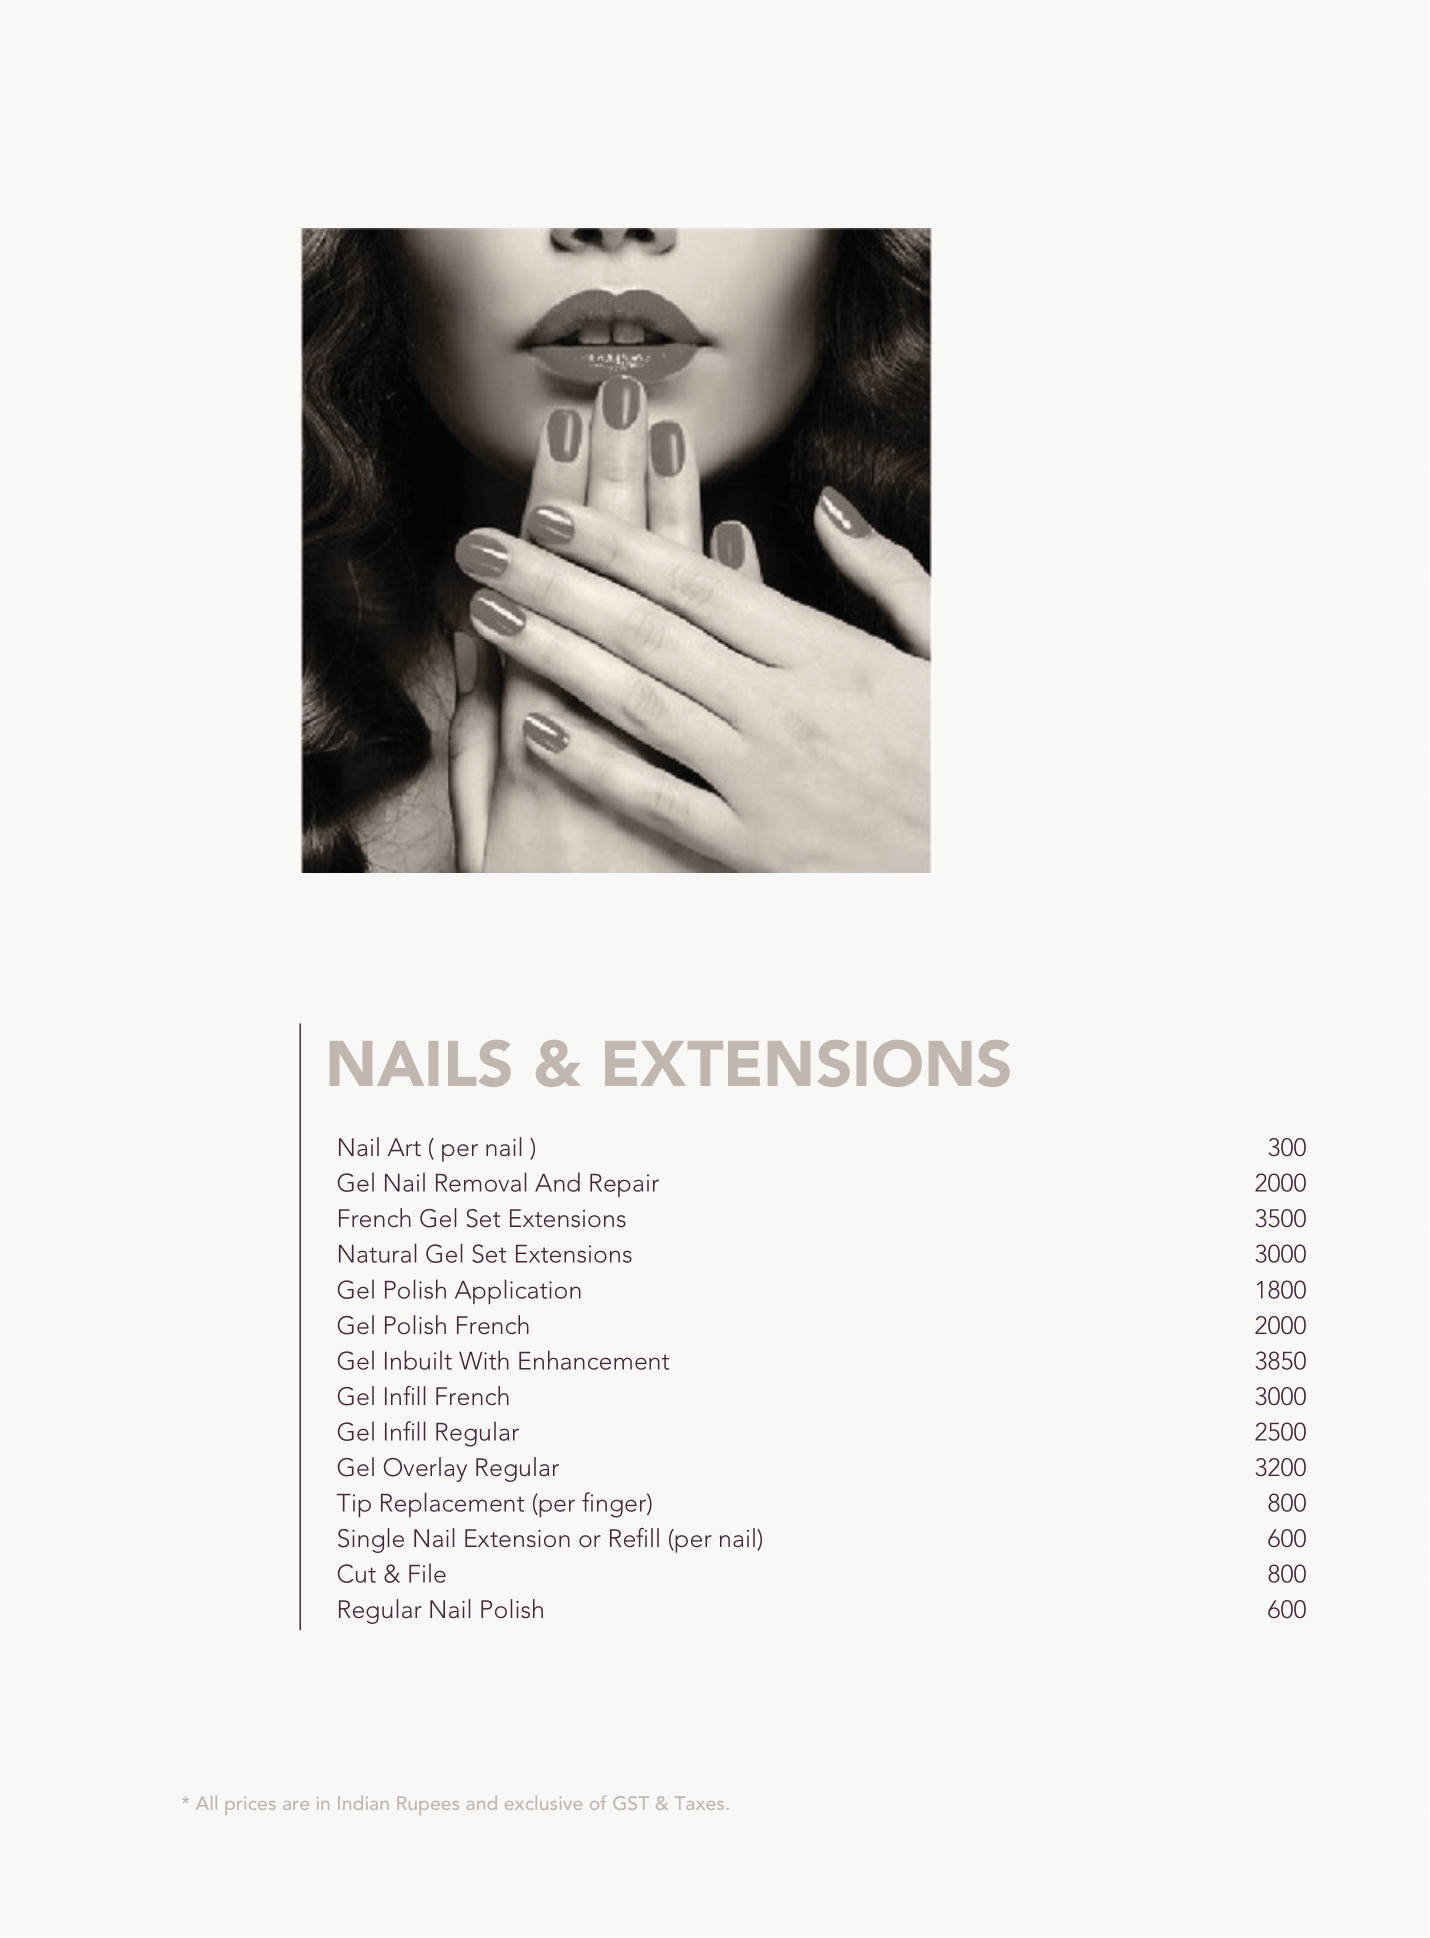 NAILS & EXTENSIONS
Nail Art ( per nail ) 300
Gel Nail Removal And Repair 2000
French Gel Set Extensions 3500
Natural Gel Set Extensions 3000
Gel Polish Application 1800
Gel Polish French 2000
Gel Inbuilt With Enhancement 3850
Gel Infill French 3000
Gel Infill Regular 2500
Gel Overlay Regular 3200
Tip Replacement (per finger) 800
Single Nail Extension or Refill (per nail) 600
Cut & File 800
Regular Nail Polish 600
* All prices are in Indian Rupees and exclusive of GST & Taxes.